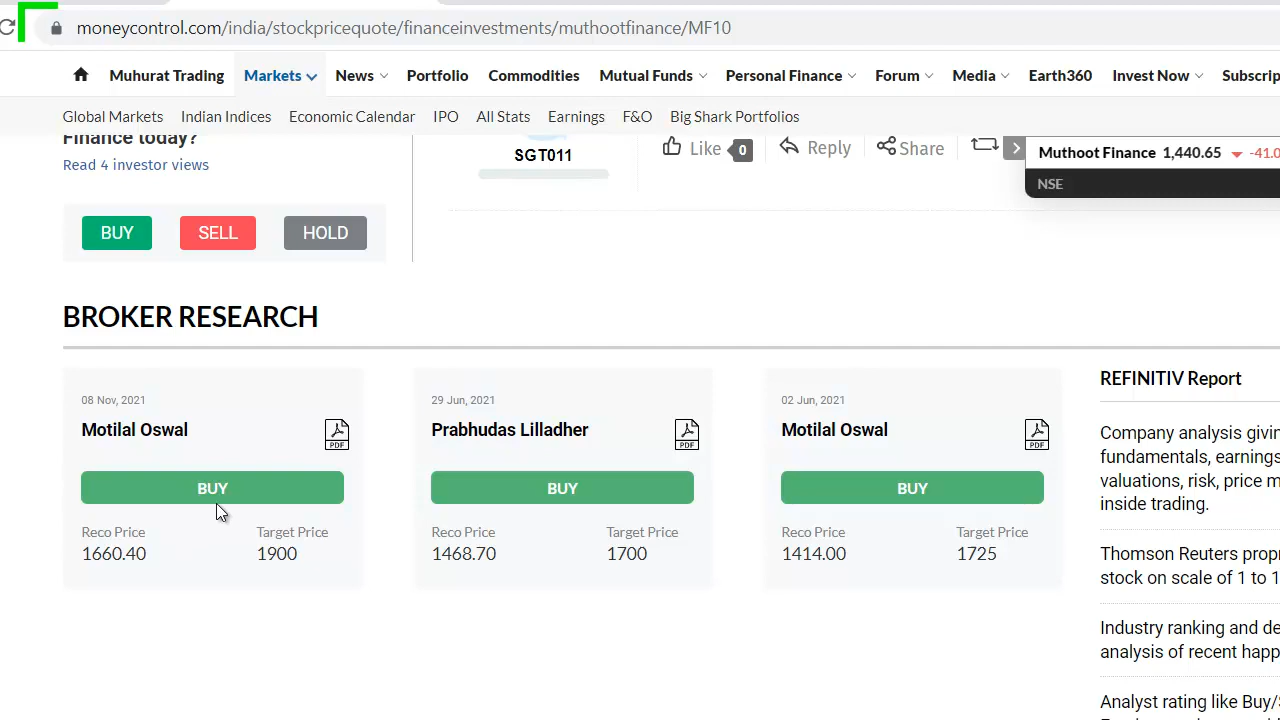 moneycontrol.com/india/stockpricequote/financeinvestments/muthootfinance/MF10
Muhurat Trading Markets News Portfolio Commodities Mutual Funds Personal Finance Forum Media Earth360 Invest Now
Global Markets Indian Indices Economic Calendar IPO All Stats Earnings F&O Big Shark Portfolios
Finance today?
Read 4 investor views
BUY SELL HOLD
SGT011
Like 0 Reply Share
Muthoot Finance 1,440.65 -41.0
NSE
BROKER RESEARCH
08 Nov, 2021
Motilal Oswal
PDF
BUY
Reco Price Target Price
1660.40 1900
29 Jun, 2021
Prabhudas Lilladher
PDF
BUY
Reco Price Target Price
1468.70 1700
02 Jun, 2021
Motilal Oswal
PDF
BUY
Reco Price Target Price
1414.00 1725
REFINITIV Report
Company analysis
fundamentals, earnings
valuations, risk, price
inside trading.
Thomson Reuters
stock on scale of 1 to 1
Industry ranking and
analysis of recent
Analyst rating like Buy/